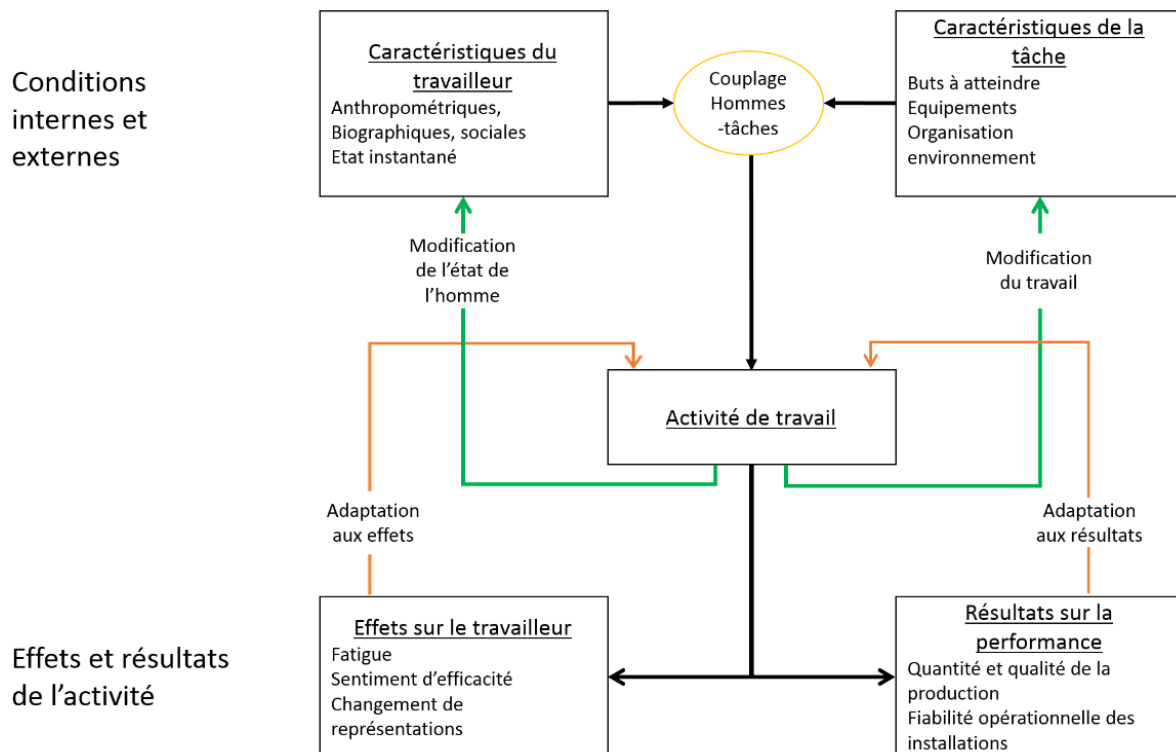 Conditions
internes et
externes
Caractéristiques du
travailleur
Anthropométriques,
Biographiques, sociales
Etat instantané
Couplage
Hommes
-tâches
Caractéristiques de la
tâche
Buts à atteindre
Equipements
Organisation
environnement
Modification
de l'état de
l'homme
Modification
du travail
Activité de travail
Adaptation
aux effets
Adaptation
aux résultats
Effets et résultats
de l'activité
Effets sur le travailleur
Fatigue
Sentiment d'efficacité
Changement de
représentations
Résultats sur la
performance
Quantité et qualité de la
production
Fiabilité opérationnelle des
installations